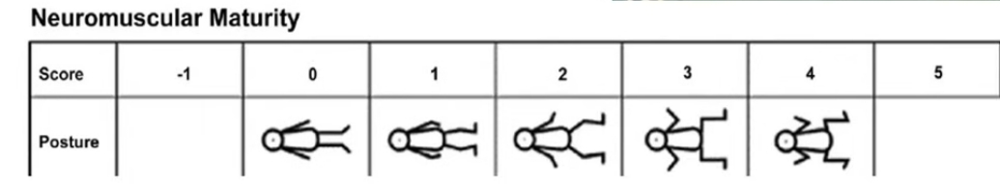 Neuromuscular Maturity
Score -1 0 1 2 3 4 5
Posture